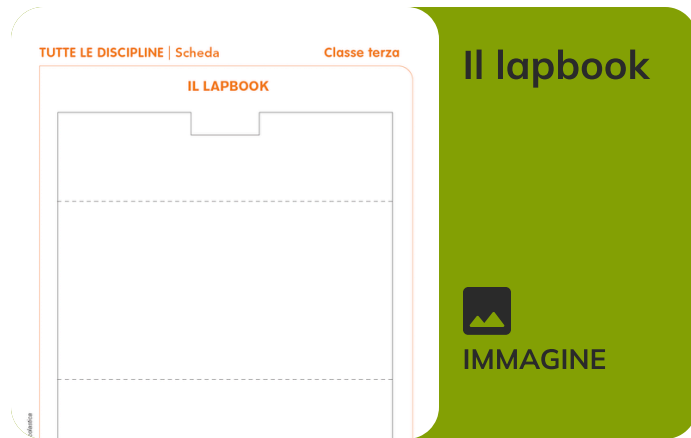 TUTTE LE DISCIPLINE | Scheda
Classe terza
IL LAPBOOK
Il lapbook
IMMAGINE